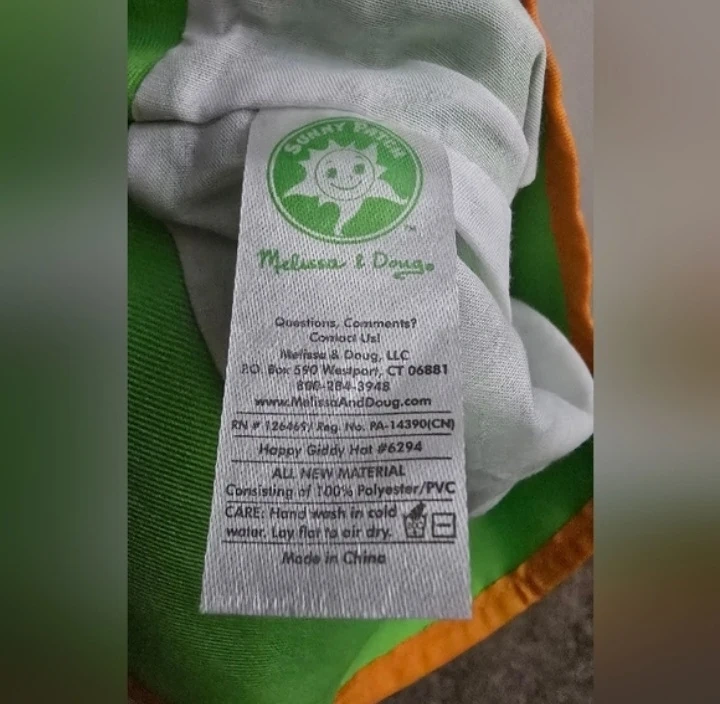 SUNNY PATCH
TM
Melissa & Doug®
Questions, Comments?
Contact Us!
Melissa & Doug, LLC
P.O. Box 590 Westport, CT 06881
800-284-3948
www.MelissaAndDoug.com
RN # 126469/ Reg. No. PA-14390(CN)
Happy Giddy Hat #6294
ALL NEW MATERIAL
Consisting of 100% Polyester/PVC
CARE: Hand wash in cold
water. Lay flat to air dry.
Made in China